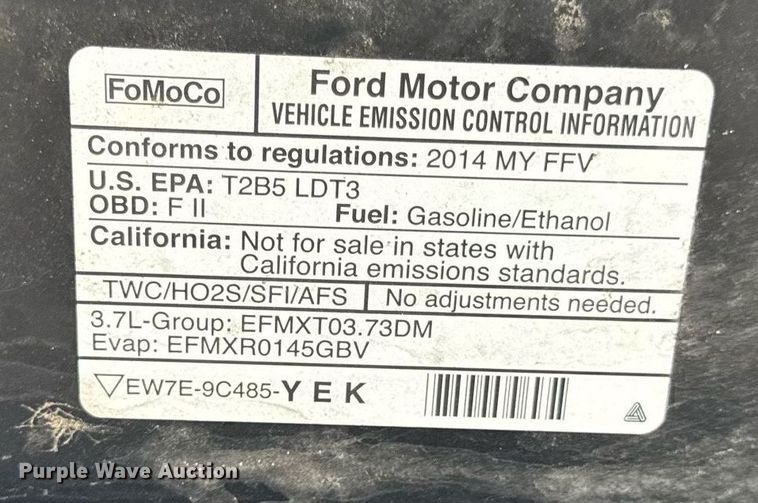 FoMoCo
Ford Motor Company
VEHICLE EMISSION CONTROL INFORMATION
Conforms to regulations: 2014 MY FFV
U.S. EPA: T2B5 LDT3
OBD: F II Fuel: Gasoline/Ethanol
California: Not for sale in states with
California emissions standards.
TWC/HO2S/SFI/AFS No adjustments needed.
3.7L-Group: EFMXT03.73DM
Evap: EFMXR0145GBV
EW7E-9C485-Y E K
Purple Wave Auction